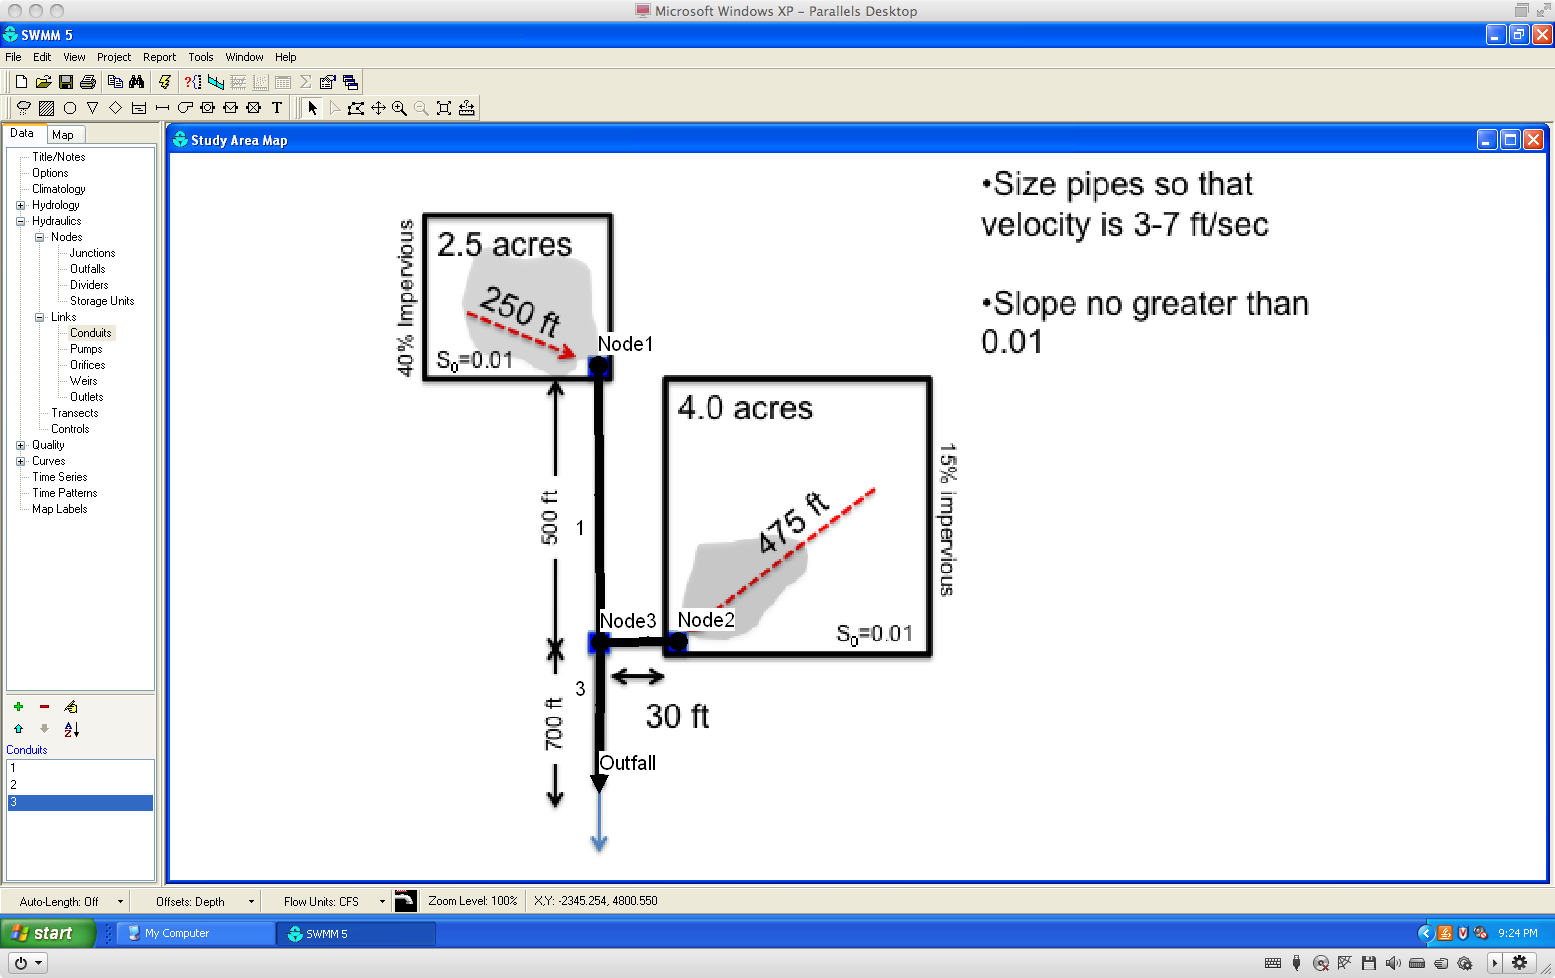 Microsoft Windows XP - Parallels Desktop
SWMM 5
File Edit View Project Report Tools Window Help
T
Data Map
Study Area Map
Title/Notes
Options
Climatology
Hydrology
Hydraulics
Nodes
Junctions
Outfalls
Dividers
Storage Units
Links
Conduits
Pumps
Orifices
Weirs
Outlets
Transects
Controls
Quality
Curves
Time Series
Time Patterns
Map Labels
Conduits
1
2
3
•Size pipes so that
velocity is 3-7 ft/sec
•Slope no greater than
0.01
40% Impervious
2.5 acres
250 ft
S0=0.01
Node1
4.0 acres
475 ft
15% impervious
S0=0.01
500 ft
1
Node3
Node2
3
30 ft
700 ft
Outfall
Auto-Length: Off
Offsets: Depth
Flow Units: CFS
Zoom Level: 100%
X,Y: -2345.254, 4800.550
start
My Computer
SWMM 5
9:24 PM